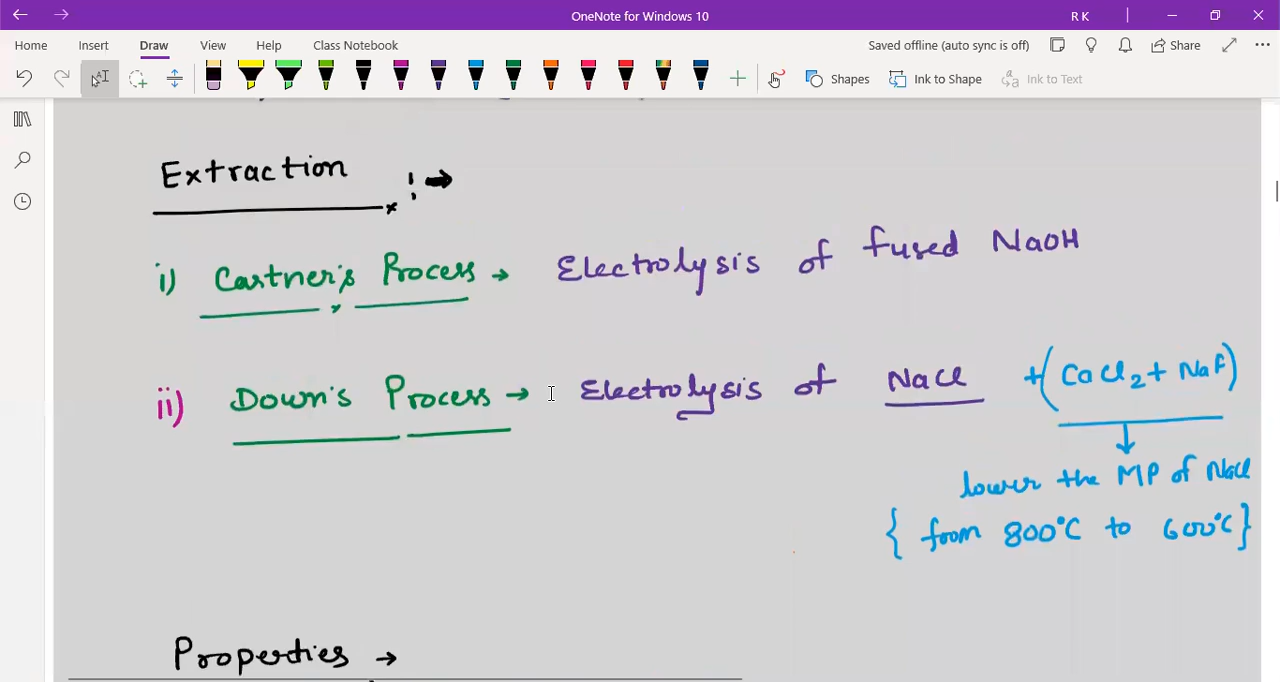 OneNote for Windows 10
R K
Home Insert Draw View Help Class Notebook
Saved offline (auto sync is off)
Share
Shapes
Ink to Shape
Ink to Text
Extraction :→
i) Castner's Process → Electrolysis of fused NaOH
ii) Down's Process → Electrolysis of NaCl +(CaCl2 + NaF)
lower the MP of NaCl
{ from 800°C to 600°C}
Properties →